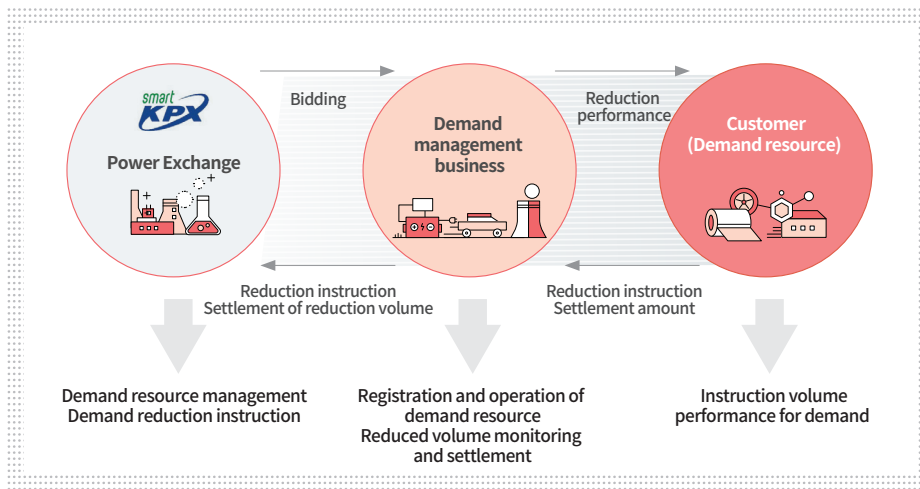 smart
KPX
Power Exchange
Bidding
Demand
management
business
Reduction
performance
Customer
(Demand resource)
Reduction instruction
Settlement of reduction volume
Reduction instruction
Settlement amount
Demand resource management
Demand reduction instruction
Registration and operation of
demand resource
Reduced volume monitoring
and settlement
Instruction volume
performance for demand